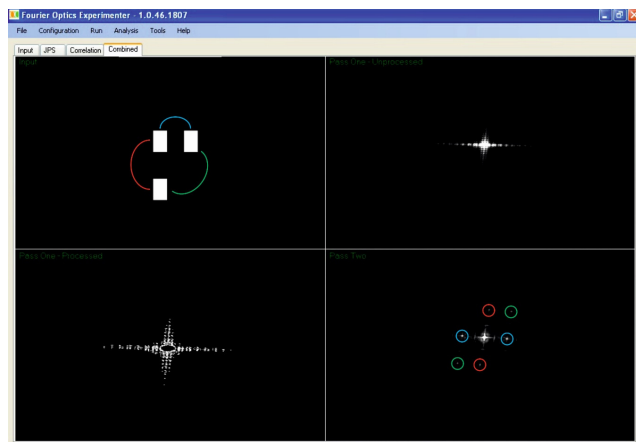 Fourier Optics Experimenter - 1.0.46.1807
File Configuration Run Analysis Tools Help
Input JPS Correlation Combined
Input
Pass One - Unprocessed
Pass One - Processed
Pass Two